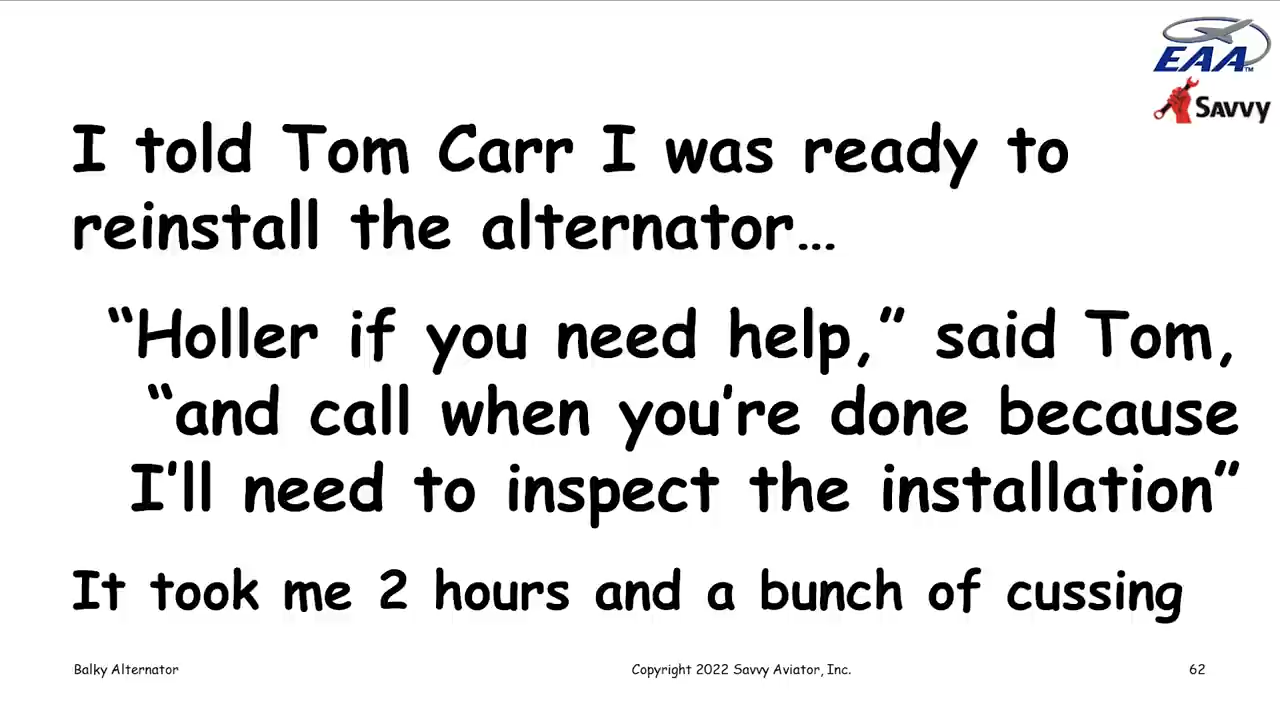 EAA™
SAVVY
I told Tom Carr I was ready to
reinstall the alternator…
“Holler if you need help,” said Tom,
“and call when you’re done because
I’ll need to inspect the installation”
It took me 2 hours and a bunch of cussing
Balky Alternator
Copyright 2022 Savvy Aviator, Inc.
62